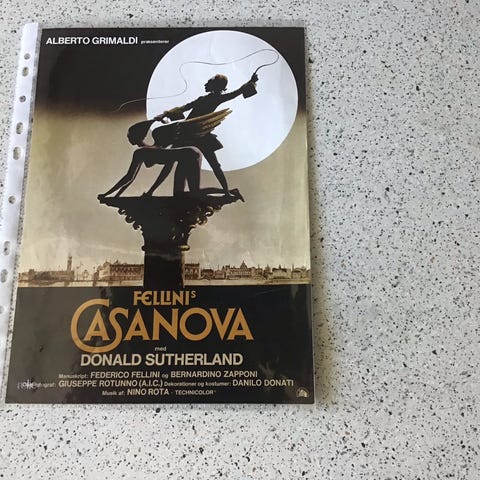 ALBERTO GRIMALDI præsenterer
FELLINIS
CASANOVA
med
DONALD SUTHERLAND
Manuskript: FEDERICO FELLINI og BERNARDINO ZAPPONI
GIUSEPPE ROTUNNO (A.I.C.) Dekorationer og kostumer: DANILO DONATI
Musik af: NINO ROTA - TECHNICOLOR®